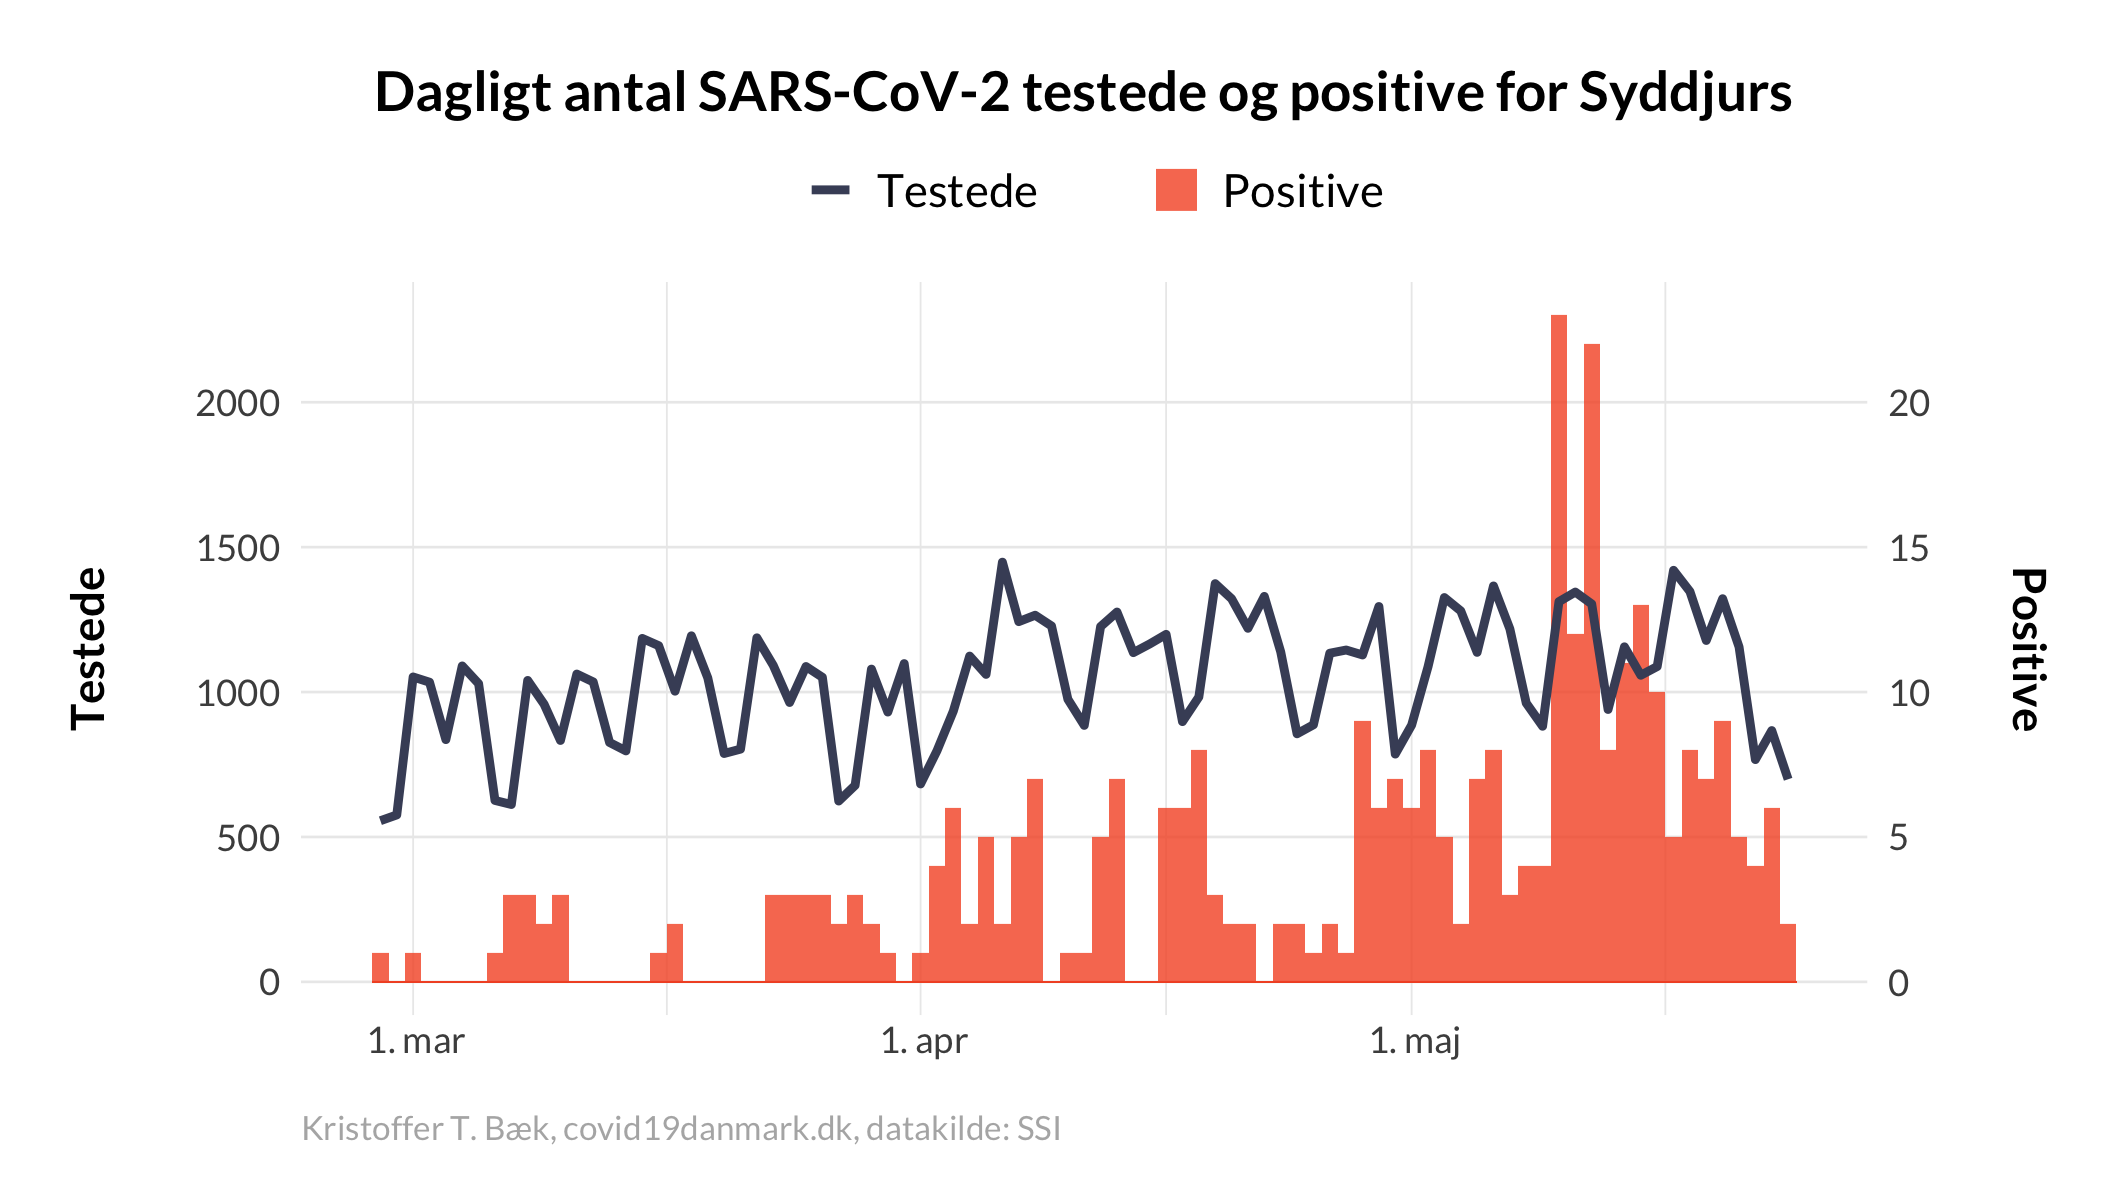 Dagligt antal SARS-CoV-2 testede og positive for Syddjurs
Testede
Positive
Testede
Positive
2000
1500
1000
500
0
20
15
10
5
0
1. mar
1. apr
1. maj
Kristoffer T. Bæk, covid19danmark.dk, datakilde: SSI